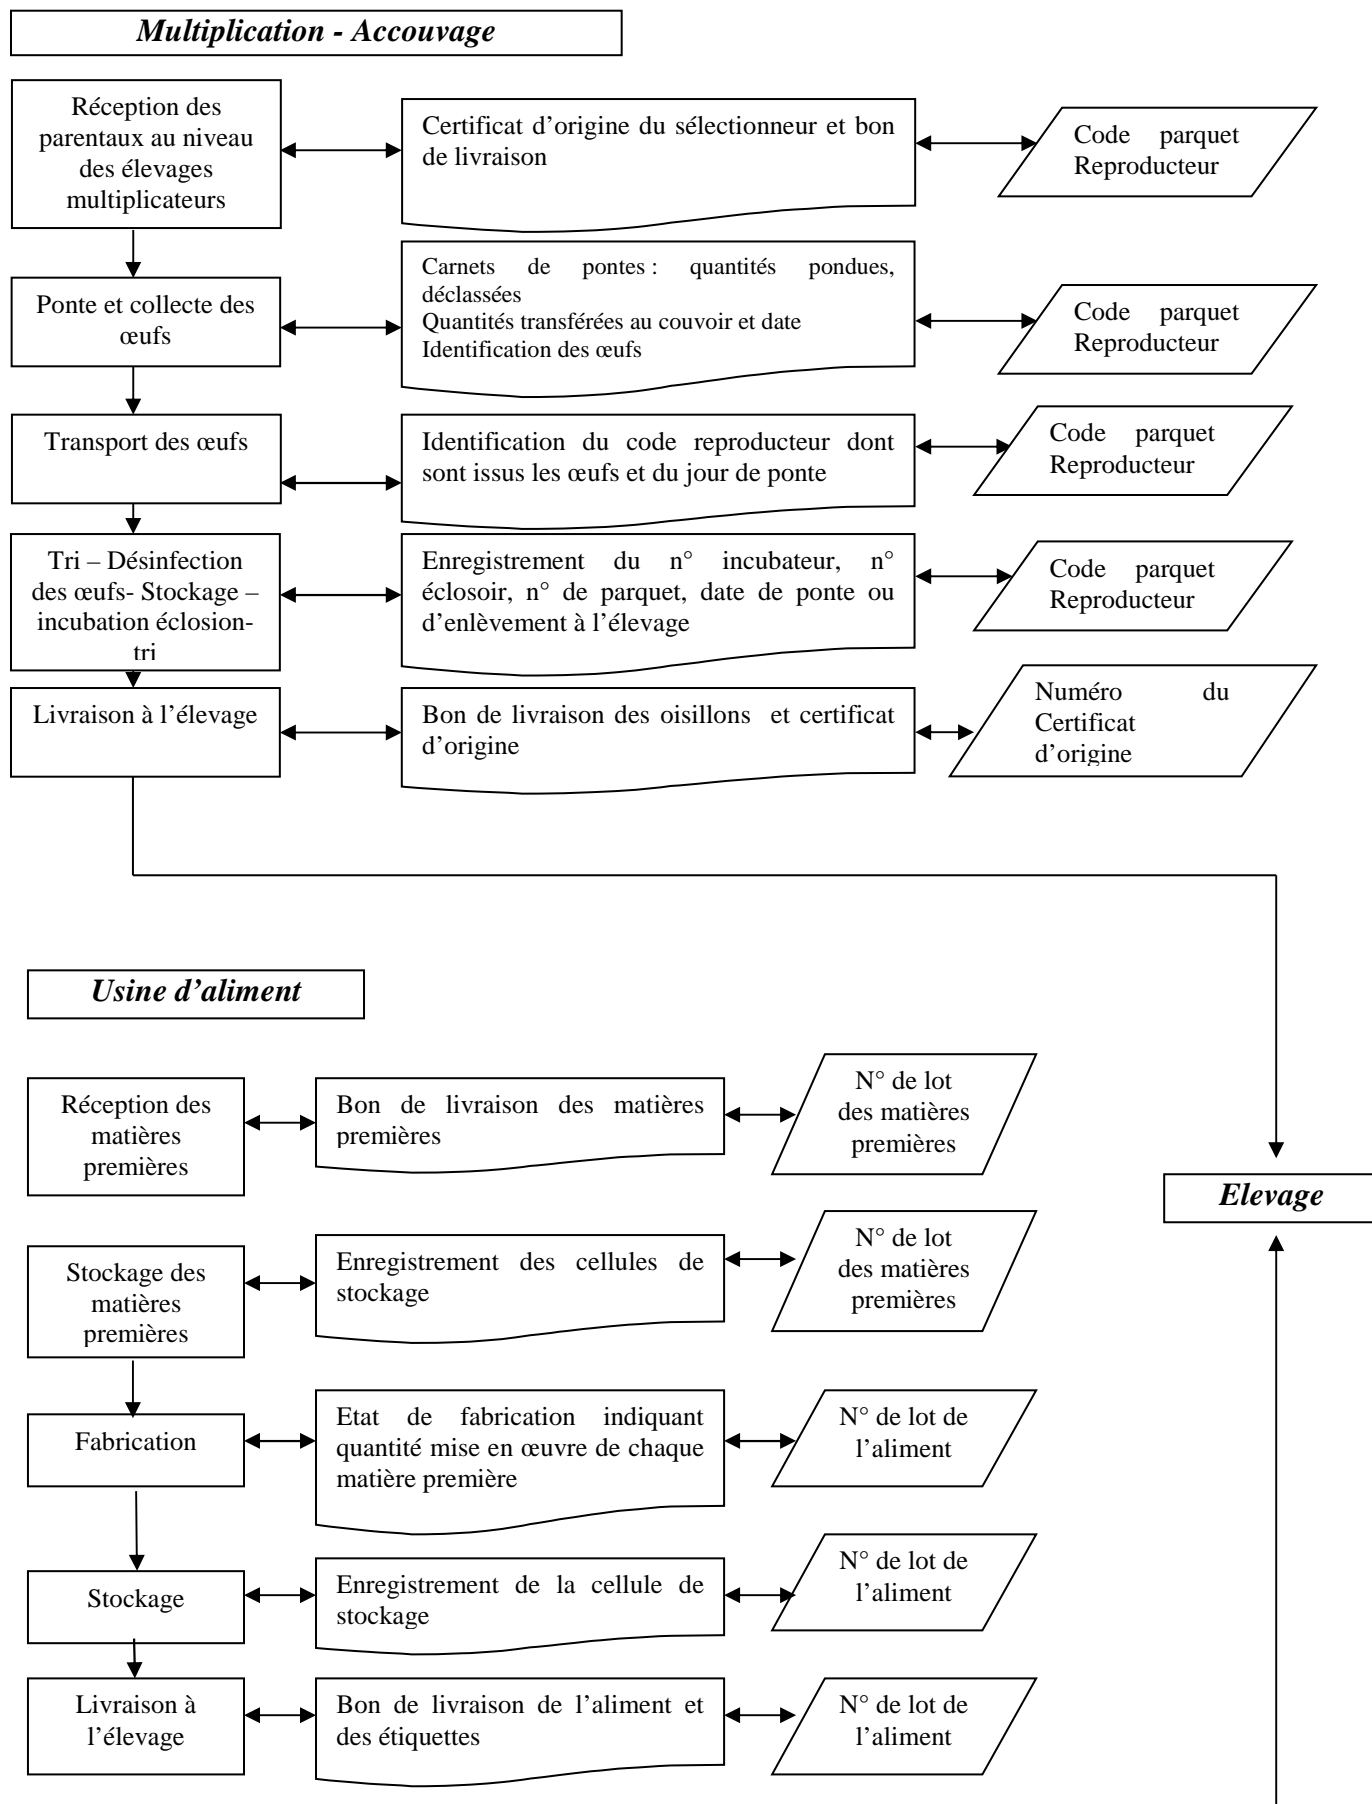 Multiplication - Accouvage
Réception des
parentaux au niveau
des élevages
multiplicateurs
Certificat d’origine du sélectionneur et bon
de livraison
Code parquet
Reproducteur
Ponte et collecte des
œufs
Carnets de pontes : quantités pondues,
déclassées
Quantités transférées au couvoir et date
Identification des œufs
Code parquet
Reproducteur
Transport des œufs
Identification du code reproducteur dont
sont issus les œufs et du jour de ponte
Code parquet
Reproducteur
Tri – Désinfection
des œufs- Stockage –
incubation éclosion-
tri
Enregistrement du n° incubateur, n°
éclosoir, n° de parquet, date de ponte ou
d’enlèvement à l’élevage
Code parquet
Reproducteur
Livraison à l’élevage
Bon de livraison des oisillons et certificat
d’origine
Numéro du
Certificat
d’origine
Usine d’aliment
Réception des
matières
premières
Bon de livraison des matières
premières
N° de lot
des matières
premières
Elevage
Stockage des
matières
premières
Enregistrement des cellules de
stockage
N° de lot
des matières
premières
Fabrication
Etat de fabrication indiquant
quantité mise en œuvre de chaque
matière première
N° de lot de
l’aliment
Stockage
Enregistrement de la cellule de
stockage
N° de lot de
l’aliment
Livraison à
l’élevage
Bon de livraison de l’aliment et
des étiquettes
N° de lot de
l’aliment